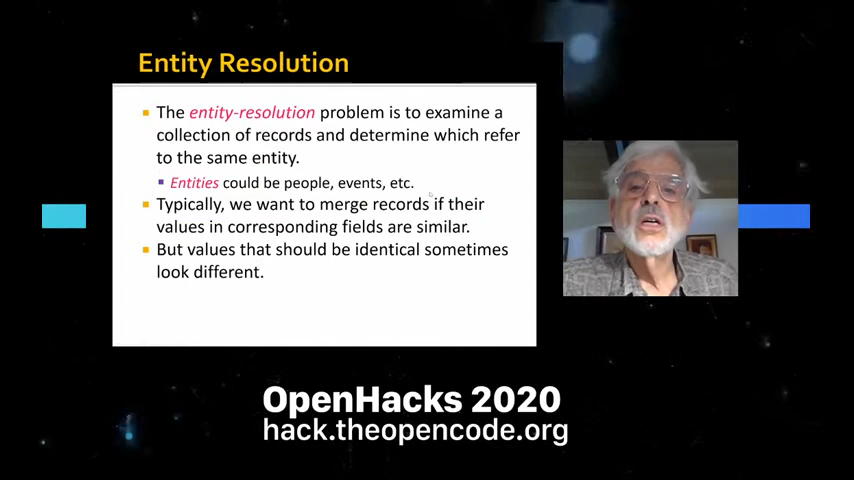 Entity Resolution
The entity-resolution problem is to examine a
collection of records and determine which refer
to the same entity.
Entities could be people, events, etc.
Typically, we want to merge records if their
values in corresponding fields are similar.
But values that should be identical sometimes
look different.
OpenHacks 2020
hack.theopencode.org